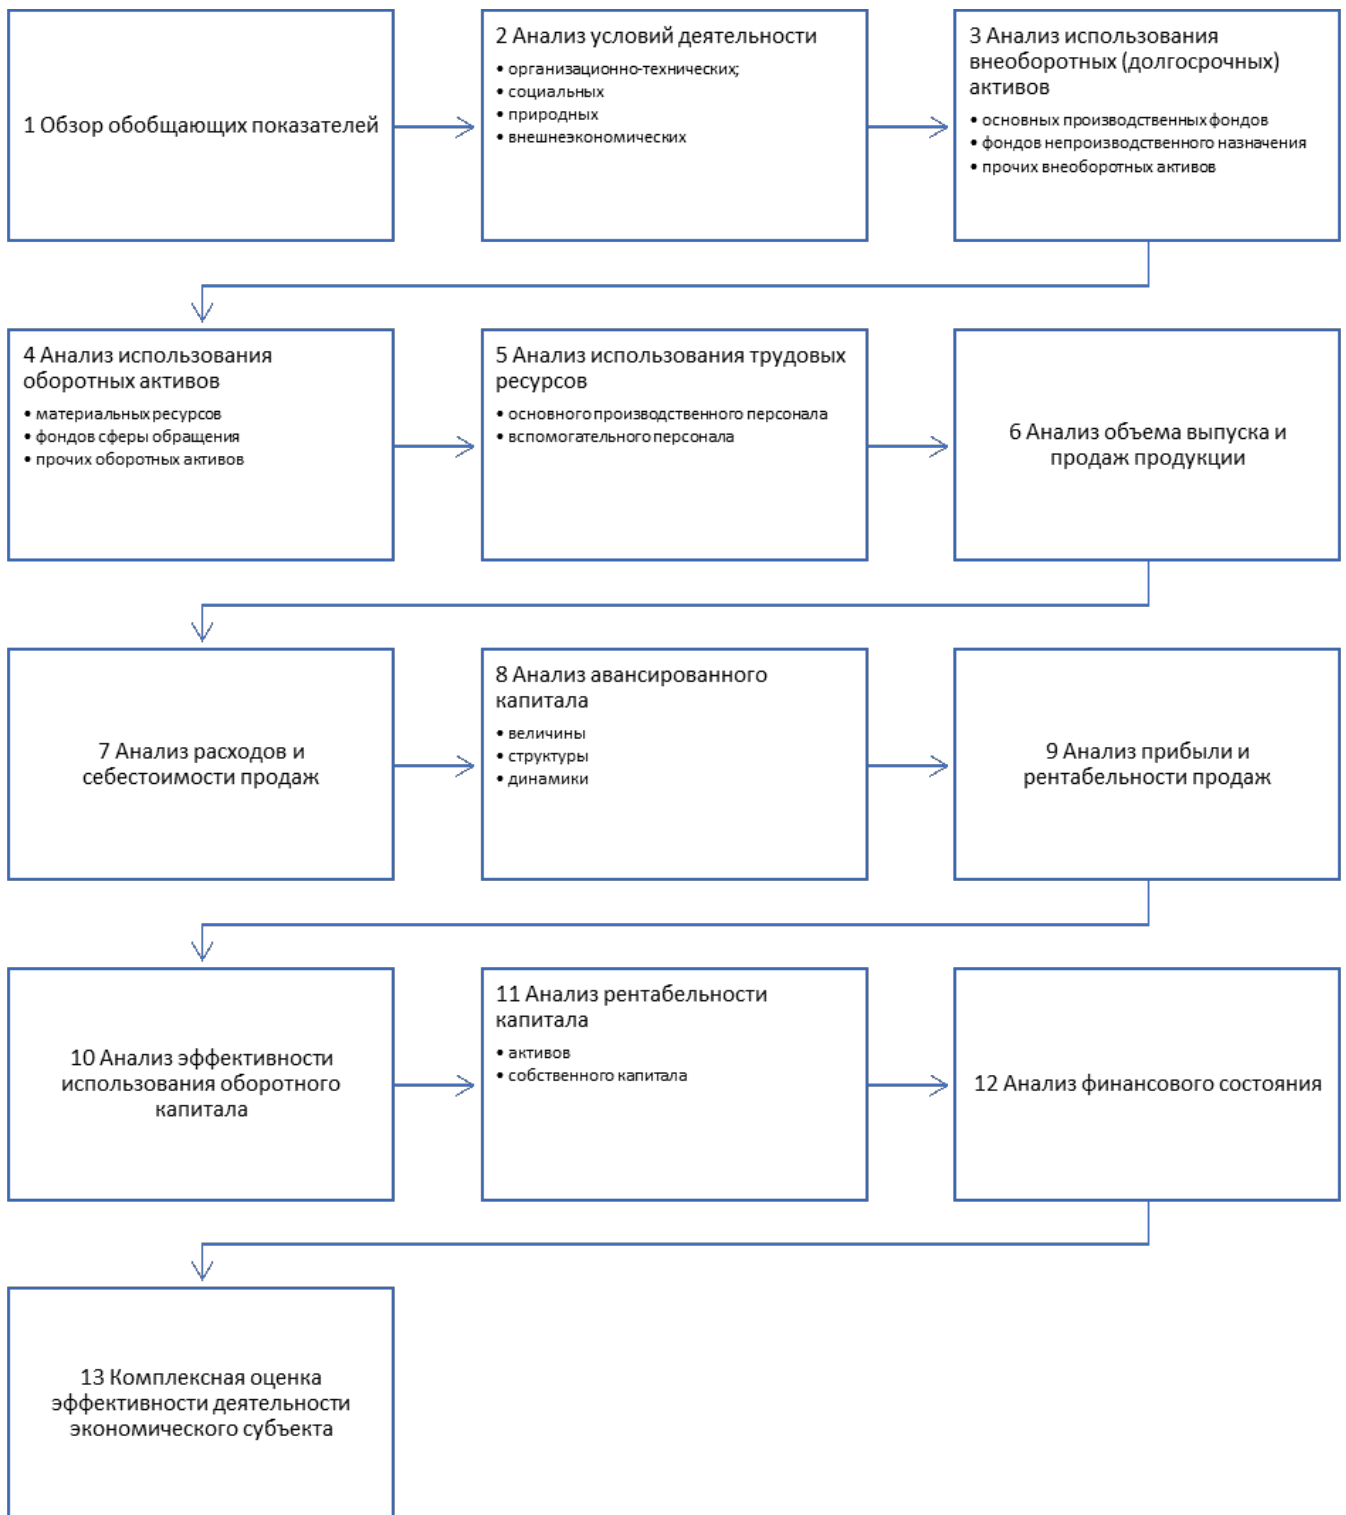 1 Обзор обобщающих показателей
2 Анализ условий деятельности
• организационно-технических;
• социальных
• природных
• внешнеэкономических
3 Анализ использования
внеоборотных (долгосрочных)
активов
• основных производственных фондов
• фондов непроизводственного назначения
• прочих внеоборотных активов
4 Анализ использования
оборотных активов
• материальных ресурсов
• фондов сферы обращения
• прочих оборотных активов
5 Анализ использования трудовых
ресурсов
• основного производственного персонала
• вспомогательного персонала
6 Анализ объема выпуска и
продаж продукции
7 Анализ расходов и
себестоимости продаж
8 Анализ авансированного
капитала
• величины
• структуры
• динамики
9 Анализ прибыли и
рентабельности продаж
10 Анализ эффективности
использования оборотного
капитала
11 Анализ рентабельности
капитала
• активов
• собственного капитала
12 Анализ финансового состояния
13 Комплексная оценка
эффективности деятельности
экономического субъекта